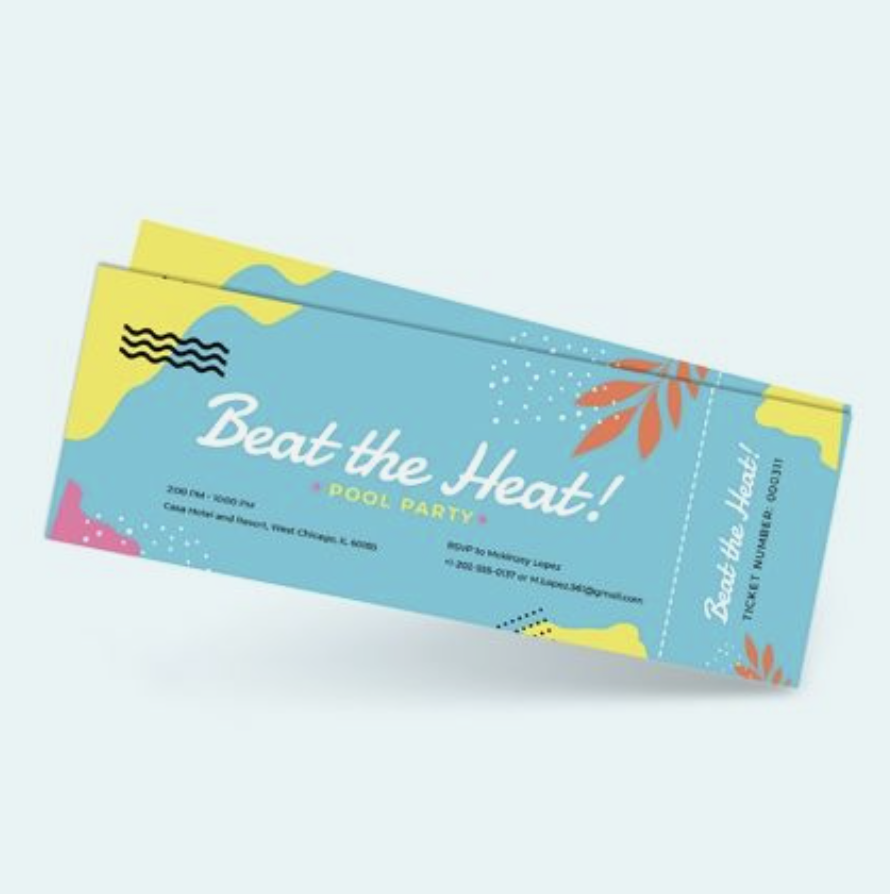 Beat the Heat!
POOL PARTY
2:00 PM - 10:00 PM
Casa Hotel and Resort, West Chicago, IL 60185
RSVP to McKinsey Lopez
+1 202-555-0137 or M.Lopez.361@gmail.com
Beat the Heat!
TICKET NUMBER: 000311